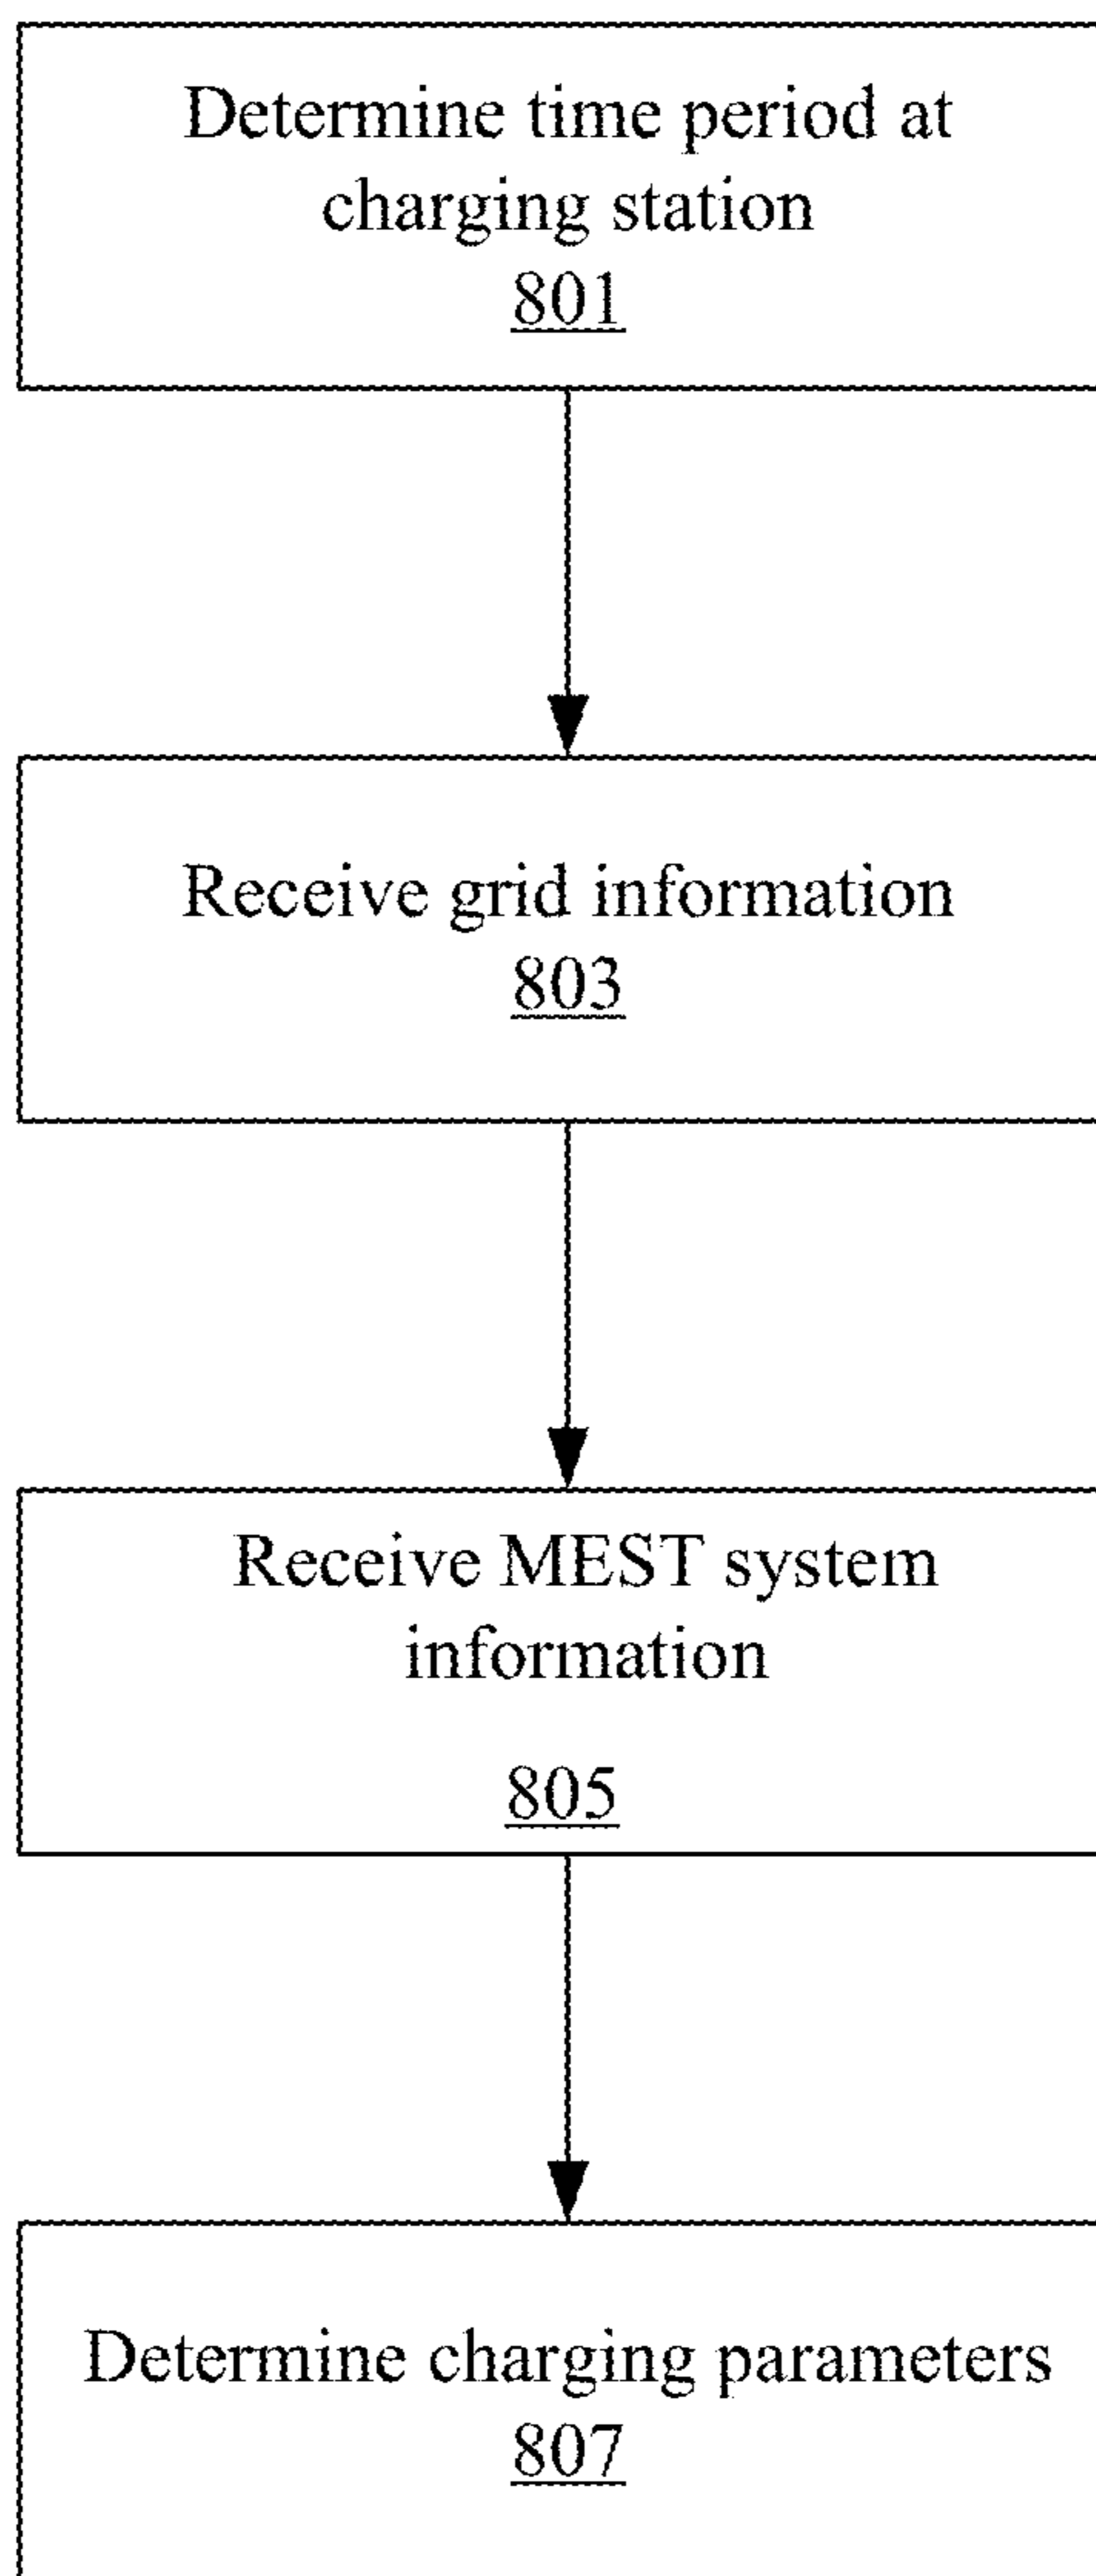 Determine time period at
charging station
801
Receive grid information
803
Receive MEST system
information
805
Determine charging parameters
807